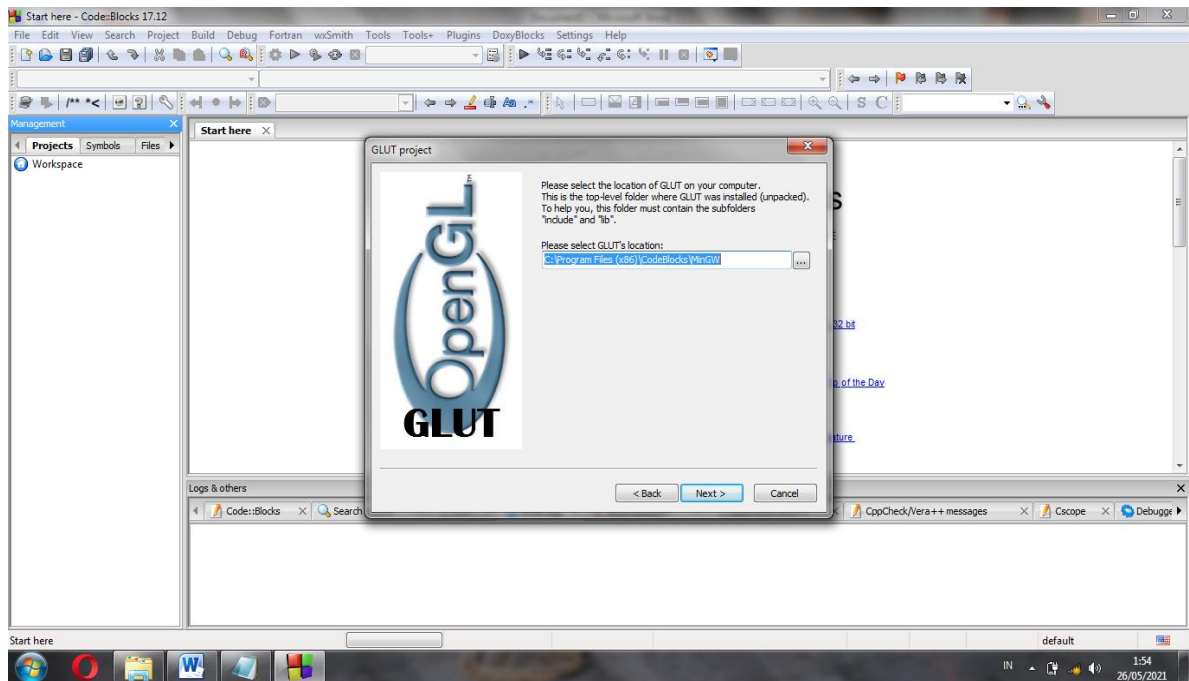 Start here - Code::Blocks 17.12
File Edit View Search Project Build Debug Fortran wxSmith Tools Tools+ Plugins DoxyBlocks Settings Help
/** *<
S C
Management
Start here
Projects Symbols Files
Workspace
GLUT project
OpenGL
GLUT
Please select the location of GLUT on your computer.
This is the top-level folder where GLUT was installed (unpacked).
To help you, this folder must contain the subfolders
"include" and "lib".
Please select GLUT's location:
C:\Program Files (x86)\CodeBlocks\MinGW
...
32 bit
of the Day
< Back Next > Cancel
Logs & others
Code::Blocks Search CppCheck/Vera++ messages Cscope Debugge
Start here default
IN 1:54
26/05/2021